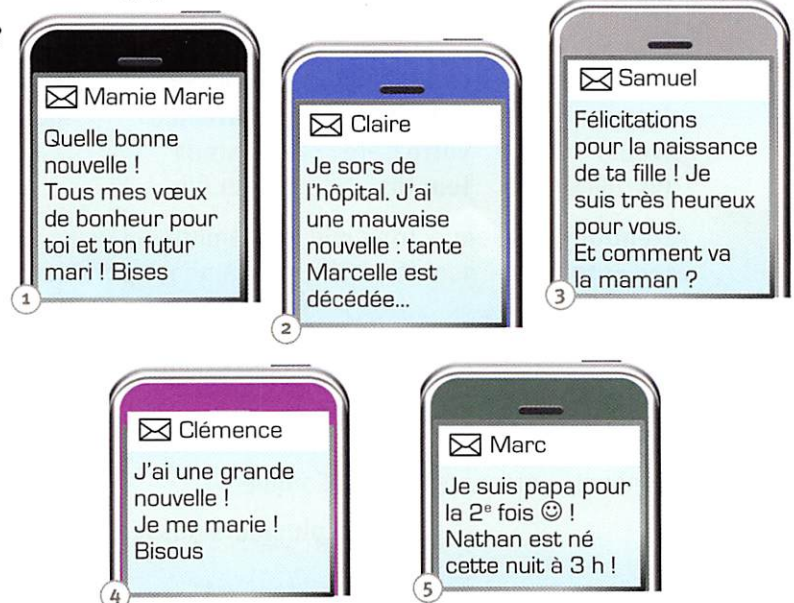 Mamie Marie
Quelle bonne
nouvelle !
Tous mes vœux
de bonheur pour
toi et ton futur
mari ! Bises
1
Claire
Je sors de
l'hôpital. J'ai
une mauvaise
nouvelle : tante
Marcelle est
décédée...
2
Samuel
Félicitations
pour la naissance
de ta fille ! Je
suis très heureux
pour vous.
Et comment va
la maman ?
3
Clémence
J'ai une grande
nouvelle !
Je me marie !
Bisous
4
Marc
Je suis papa pour
la 2e fois ☺ !
Nathan est né
cette nuit à 3 h !
5